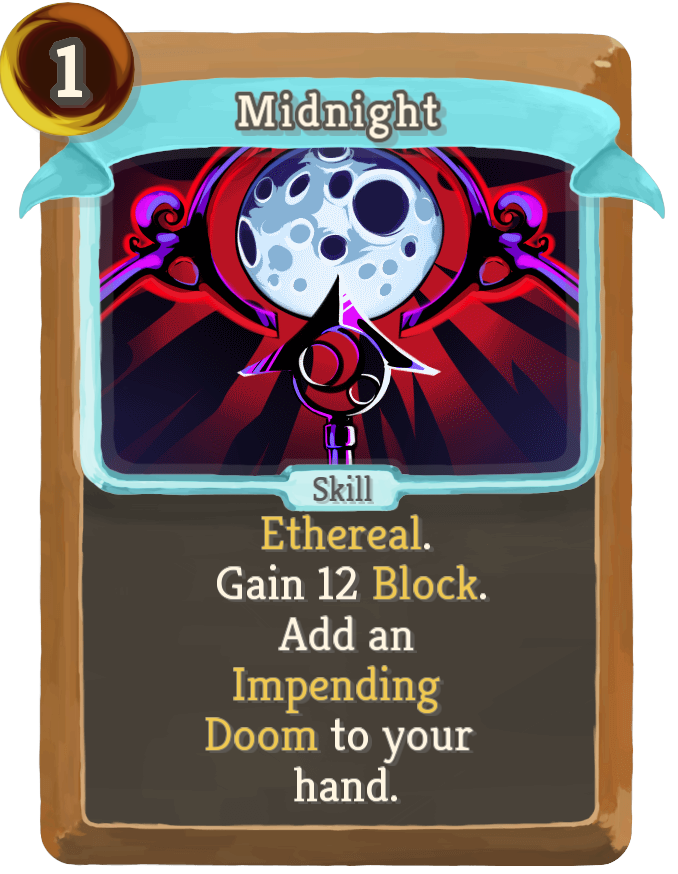 1
Midnight
Skill
Ethereal.
Gain 12 Block.
Add an
Impending
Doom to your
hand.